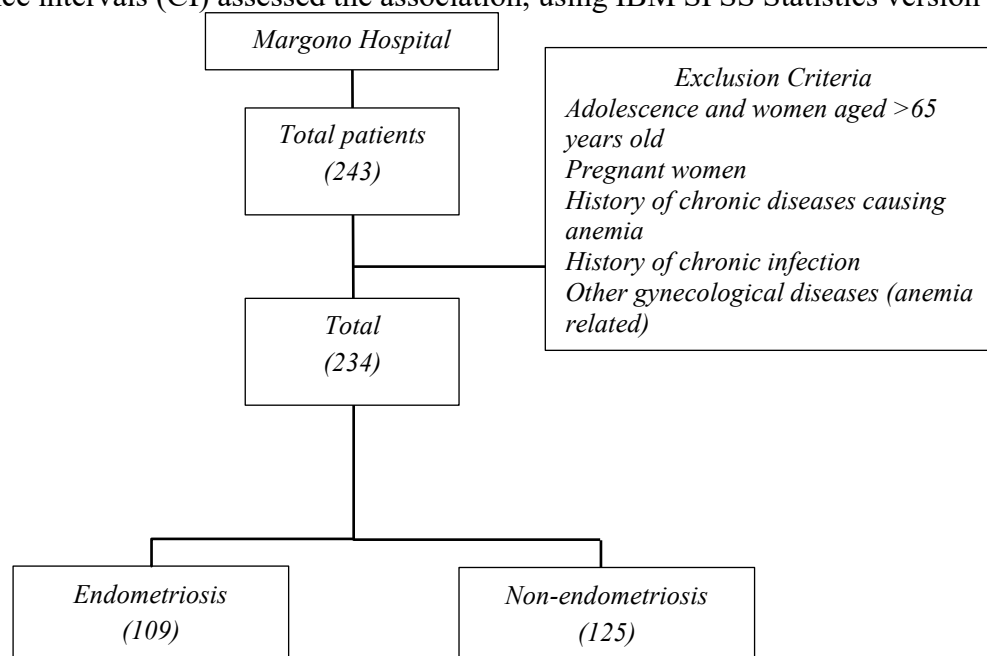 ce intervals (CI) assessed the association, using IBM SPSS Statistics version
Margono Hospital
Total patients
(243)
Exclusion Criteria
Adolescence and women aged >65
years old
Pregnant women
History of chronic diseases causing
anemia
History of chronic infection
Other gynecological diseases (anemia
related)
Total
(234)
Endometriosis
(109)
Non-endometriosis
(125)